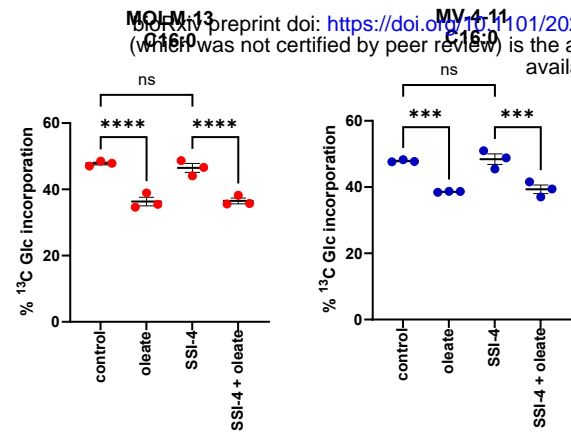 bioRxiv preprint doi: https://doi.org/10.1101/202
(which was not certified by peer review) is the a
availa
MOLM-13
C16:0
ns
**** ****
% ¹³C Glc incorporation
60
40
20
0
control
oleate
SSI-4
SSI-4 + oleate
MV-4-11
C16:0
ns
*** ***
% ¹³C Glc incorporation
60
40
20
0
control
oleate
SSI-4
SSI-4 + oleate